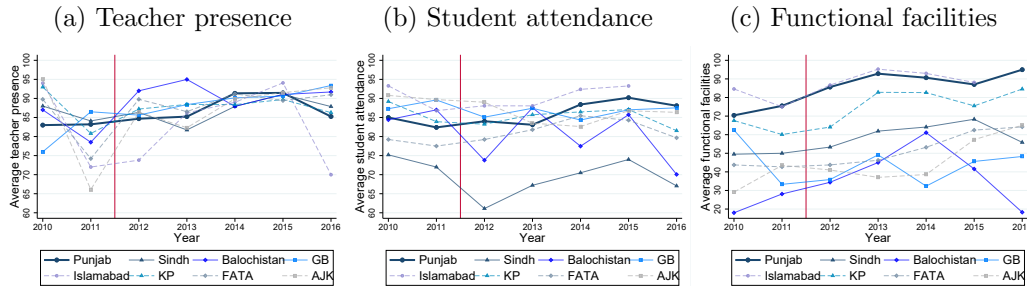 (a) Teacher presence
(b) Student attendance
(c) Functional facilities
Average teacher presence
100
95
90
85
80
75
70
65
60
2010 2011 2012 2013 2014 2015 2016
Year
Punjab Sindh Balochistan GB
Islamabad KP FATA AJK
Average student attendance
100
95
90
85
80
75
70
65
60
2010 2011 2012 2013 2014 2015 2016
Year
Punjab Sindh Balochistan GB
Islamabad KP FATA AJK
Average functional facilities
100
90
80
70
60
50
40
30
20
2010 2011 2012 2013 2014 2015 2016
Year
Punjab Sindh Balochistan GB
Islamabad KP FATA AJK